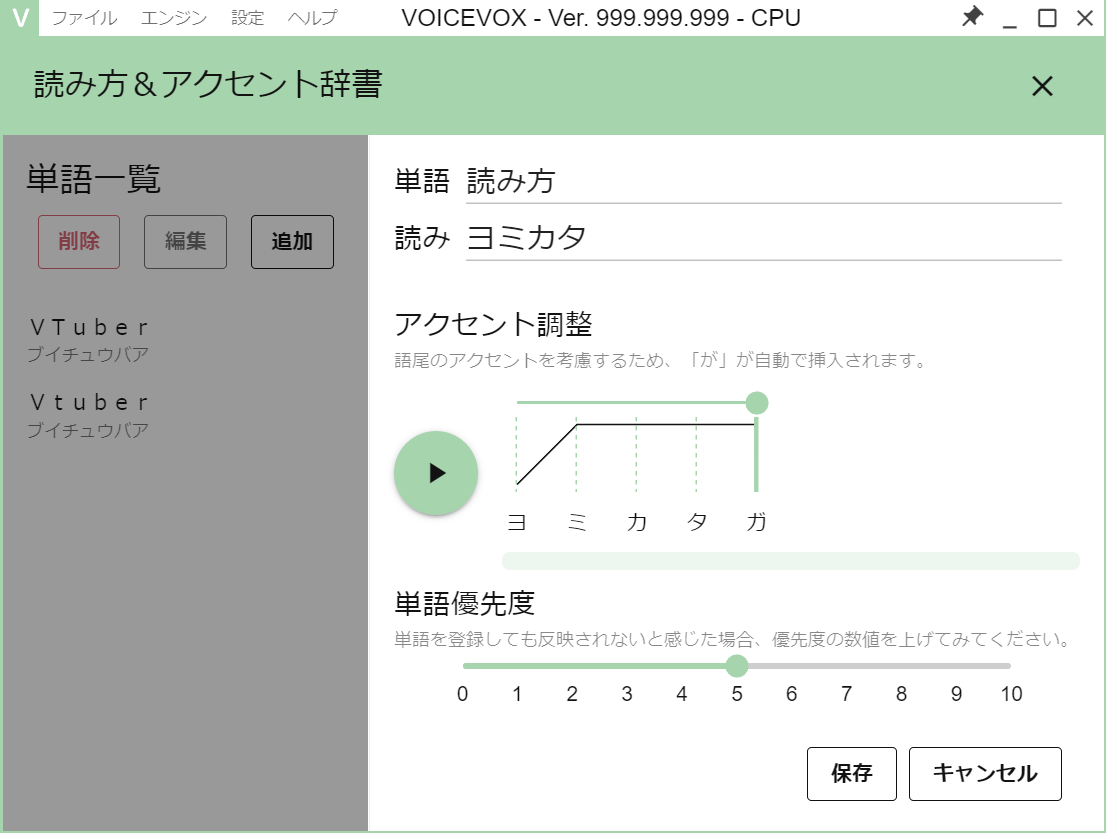 V ファイル エンジン 設定 ヘルプ VOICEVOX - Ver. 999.999.999 - CPU
読み方＆アクセント辞書
単語一覧
削除 編集 追加
ＶＴｕｂｅｒ
ブイチュウバア
Ｖｔｕｂｅｒ
ブイチュウバア
単語 読み方
読み ヨミカタ
アクセント調整
語尾のアクセントを考慮するため、「が」が自動で挿入されます。
ヨ ミ カ タ ガ
単語優先度
単語を登録しても反映されないと感じた場合、優先度の数値を上げてみてください。
0 1 2 3 4 5 6 7 8 9 10
保存 キャンセル